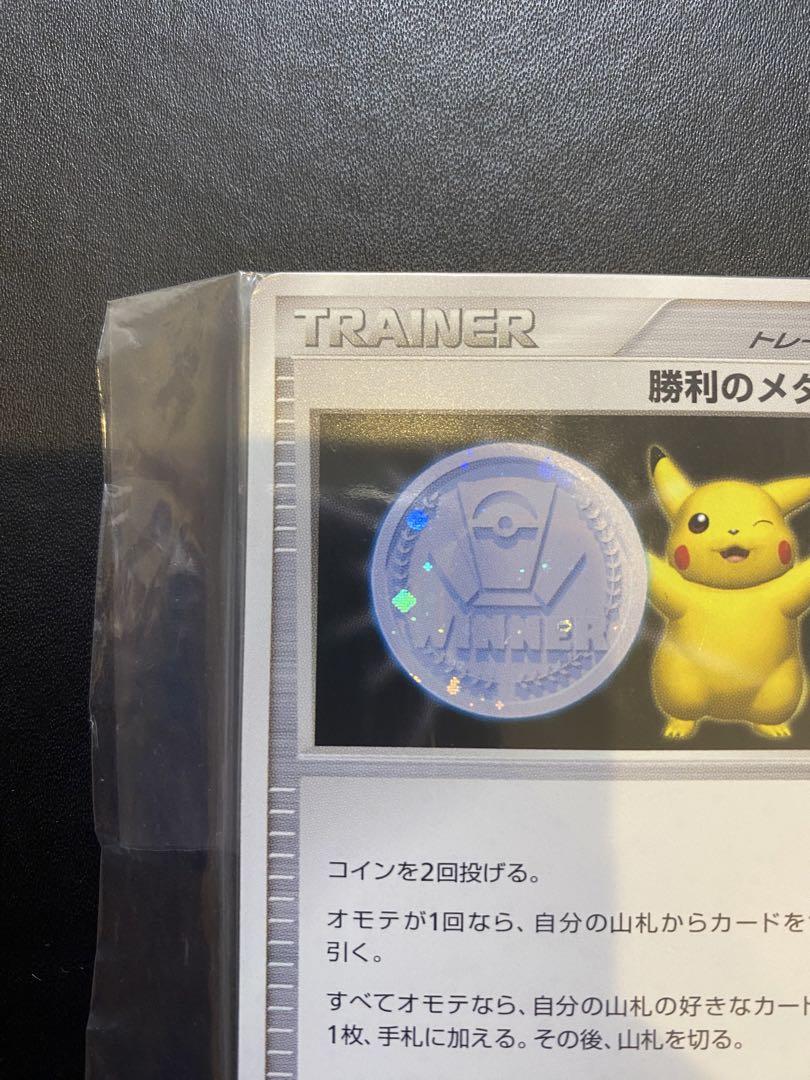 TRAINER
トレー
勝利のメダ
WINNER
コインを2回投げる。
オモテが1回なら、自分の山札からカードを
引く。
すべてオモテなら、自分の山札の好きなカード
1枚、手札に加える。その後、山札を切る。